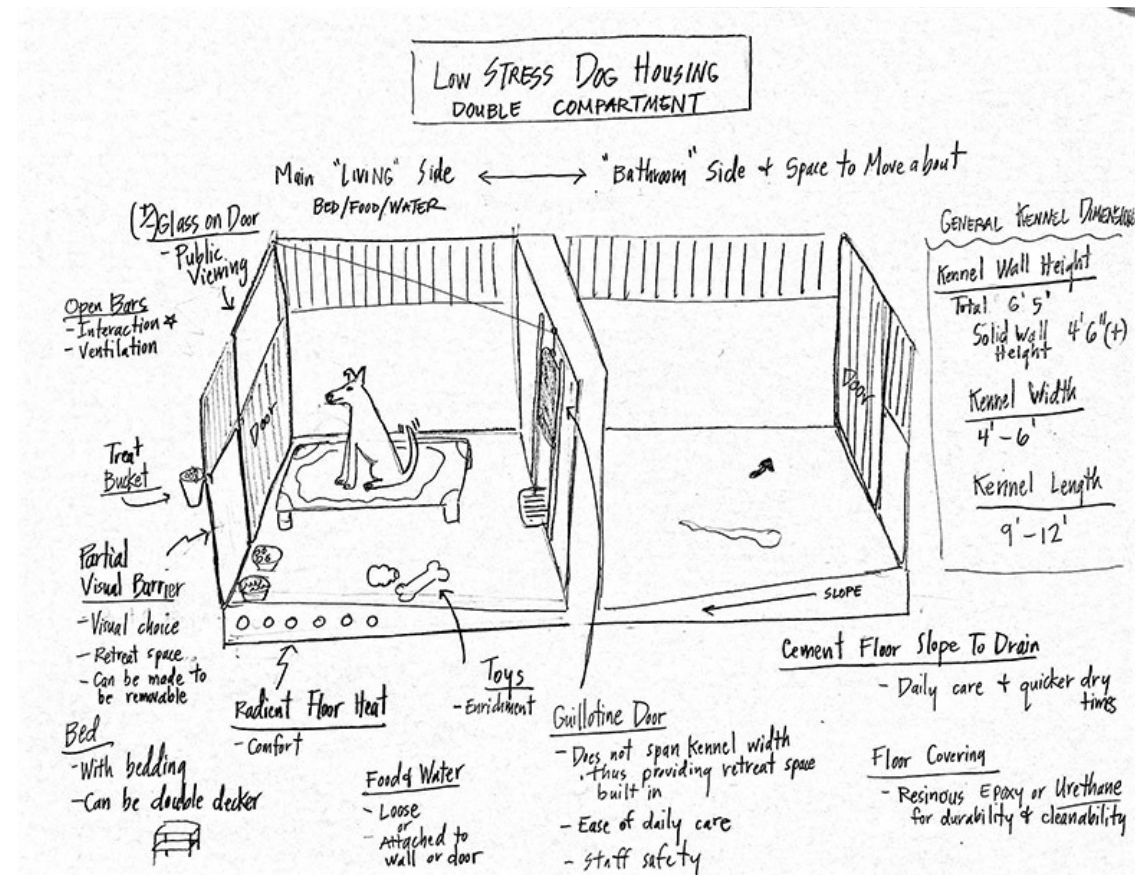 LOW STRESS DOG HOUSING
DOUBLE COMPARTMENT
Main "LIVING" Side
BED/FOOD/WATER
"Bathroom" Side + Space to Move about
(±) Glass on Door
- Public
Viewing
Open Bars
- Interaction ☆
- Ventilation
DOOR
DOOR
Treat
Bucket
Partial
Visual Barrier
- Visual choice
- Retreat space
- Can be made to
be removable
Bed
- With bedding
- Can be double decker
Radient Floor Heat
- Comfort
Toys
- Enrichment
Food & Water
- Loose
or
- Attached to
wall or door
Guillotine Door
- Does not span kennel width
thus providing retreat space
built in
- Ease of daily care
- Staff safety
SLOPE
Cement Floor Slope To Drain
- Daily care + quicker dry
times
Floor Covering
- Resinous Epoxy or Urethane
for durability & cleanability
GENERAL KENNEL DIMENSIONS
Kennel Wall Height
Total 6' 5'
Solid Wall 4'6"(+)
Height
Kennel Width
4' - 6'
Kennel Length
9' - 12'